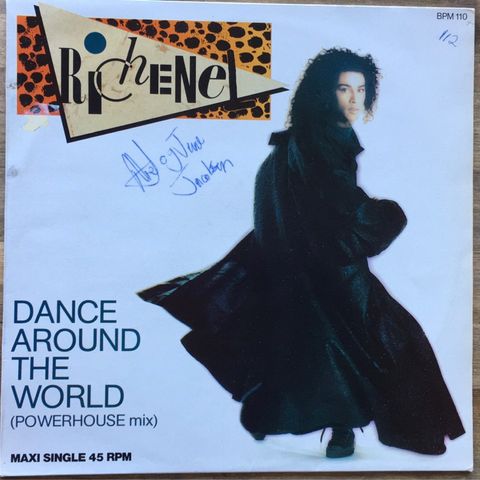 BPM 110
112
RicHENEL
DANCE
AROUND
THE
WORLD
(POWERHOUSE mix)
MAXI SINGLE 45 RPM